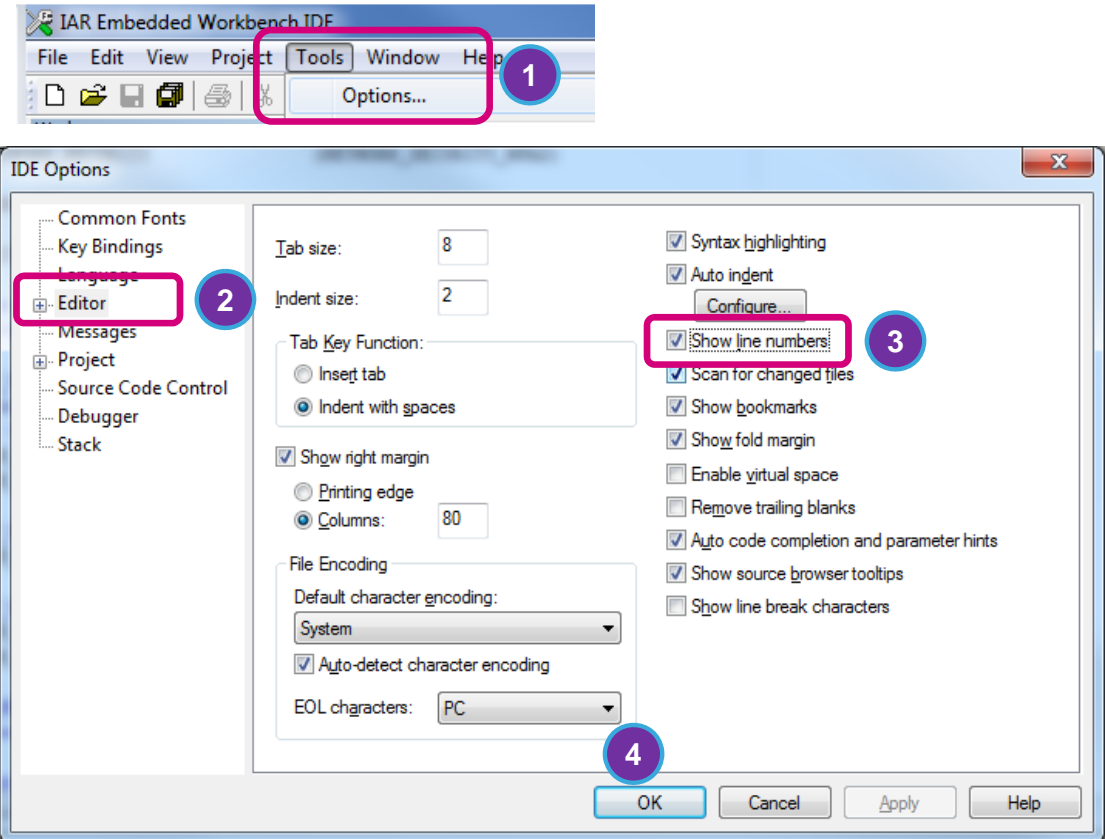 IAR Embedded Workbench IDE
File Edit View Project Tools Window Help
1
Options...
IDE Options
Common Fonts
Key Bindings
Language
Editor
2
Messages
Project
Source Code Control
Debugger
Stack
Tab size: 8
Indent size: 2
Tab Key Function:
Insert tab
Indent with spaces
Show right margin
Printing edge
Columns: 80
File Encoding
Default character encoding:
System
Auto-detect character encoding
EOL characters: PC
Syntax highlighting
Auto indent
Configure...
Show line numbers
3
Scan for changed files
Show bookmarks
Show fold margin
Enable virtual space
Remove trailing blanks
Auto code completion and parameter hints
Show source browser tooltips
Show line break characters
4
OK Cancel Apply Help